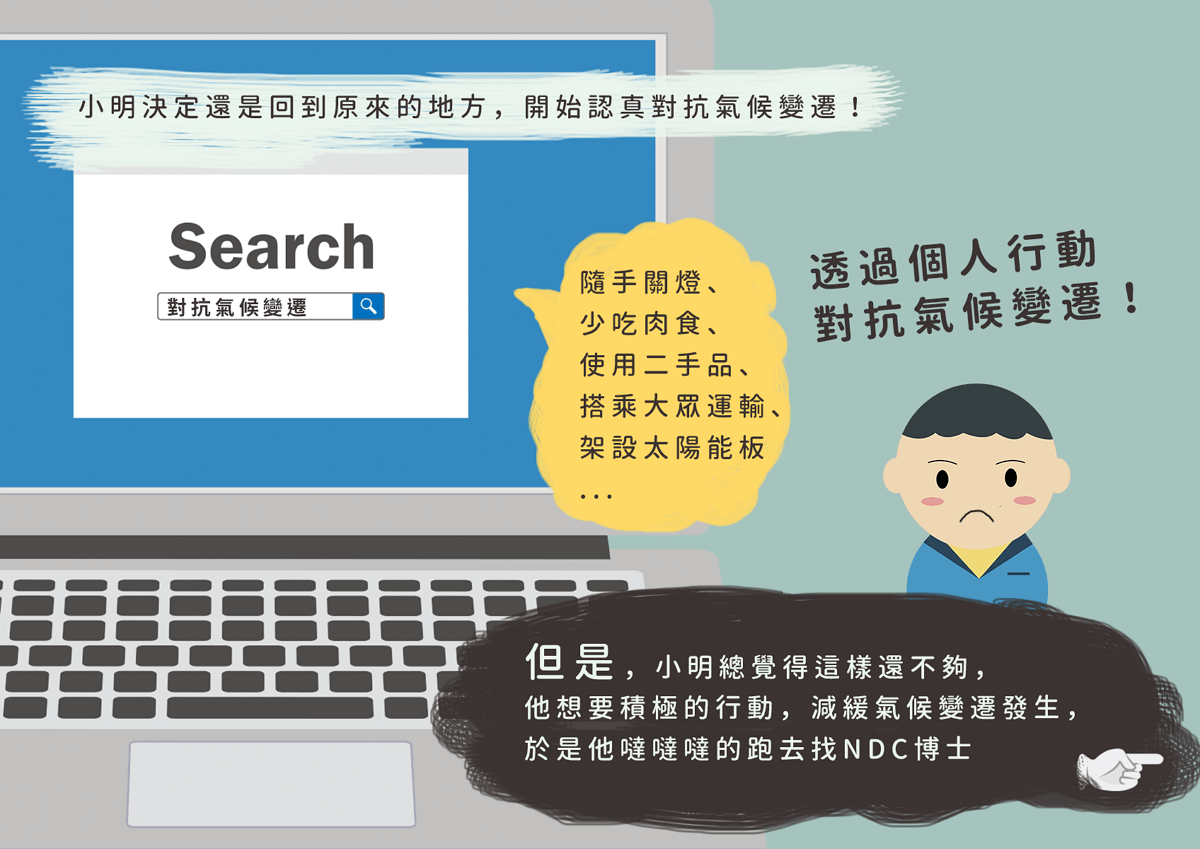 小明決定還是回到原來的地方，開始認真對抗氣候變遷！
Search
對抗氣候變遷
隨手關燈、
少吃肉食、
使用二手品、
搭乘大眾運輸、
架設太陽能板
...
透過個人行動
對抗氣候變遷！
但是，小明總覺得這樣還不夠，
他想要積極的行動，減緩氣候變遷發生，
於是他噠噠噠的跑去找NDC博士